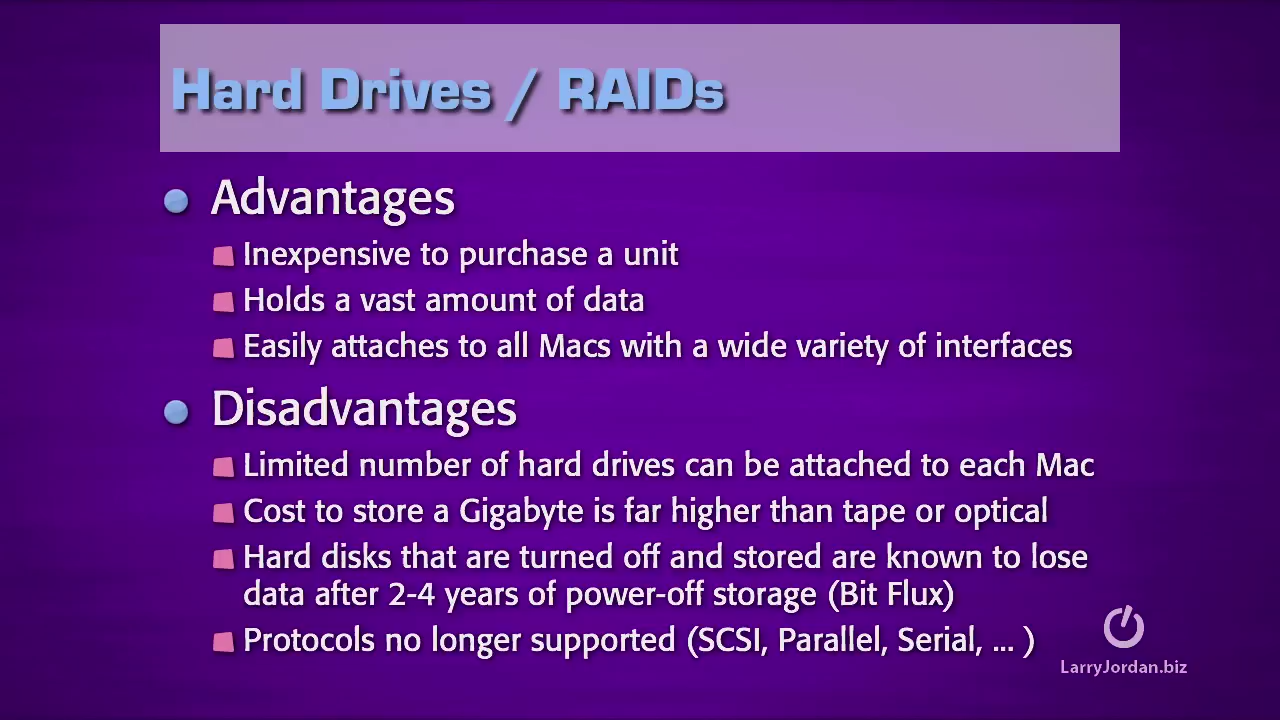 Hard Drives / RAIDs
Advantages
Inexpensive to purchase a unit
Holds a vast amount of data
Easily attaches to all Macs with a wide variety of interfaces
Disadvantages
Limited number of hard drives can be attached to each Mac
Cost to store a Gigabyte is far higher than tape or optical
Hard disks that are turned off and stored are known to lose
data after 2-4 years of power-off storage (Bit Flux)
Protocols no longer supported (SCSI, Parallel, Serial, ... )
LarryJordan.biz